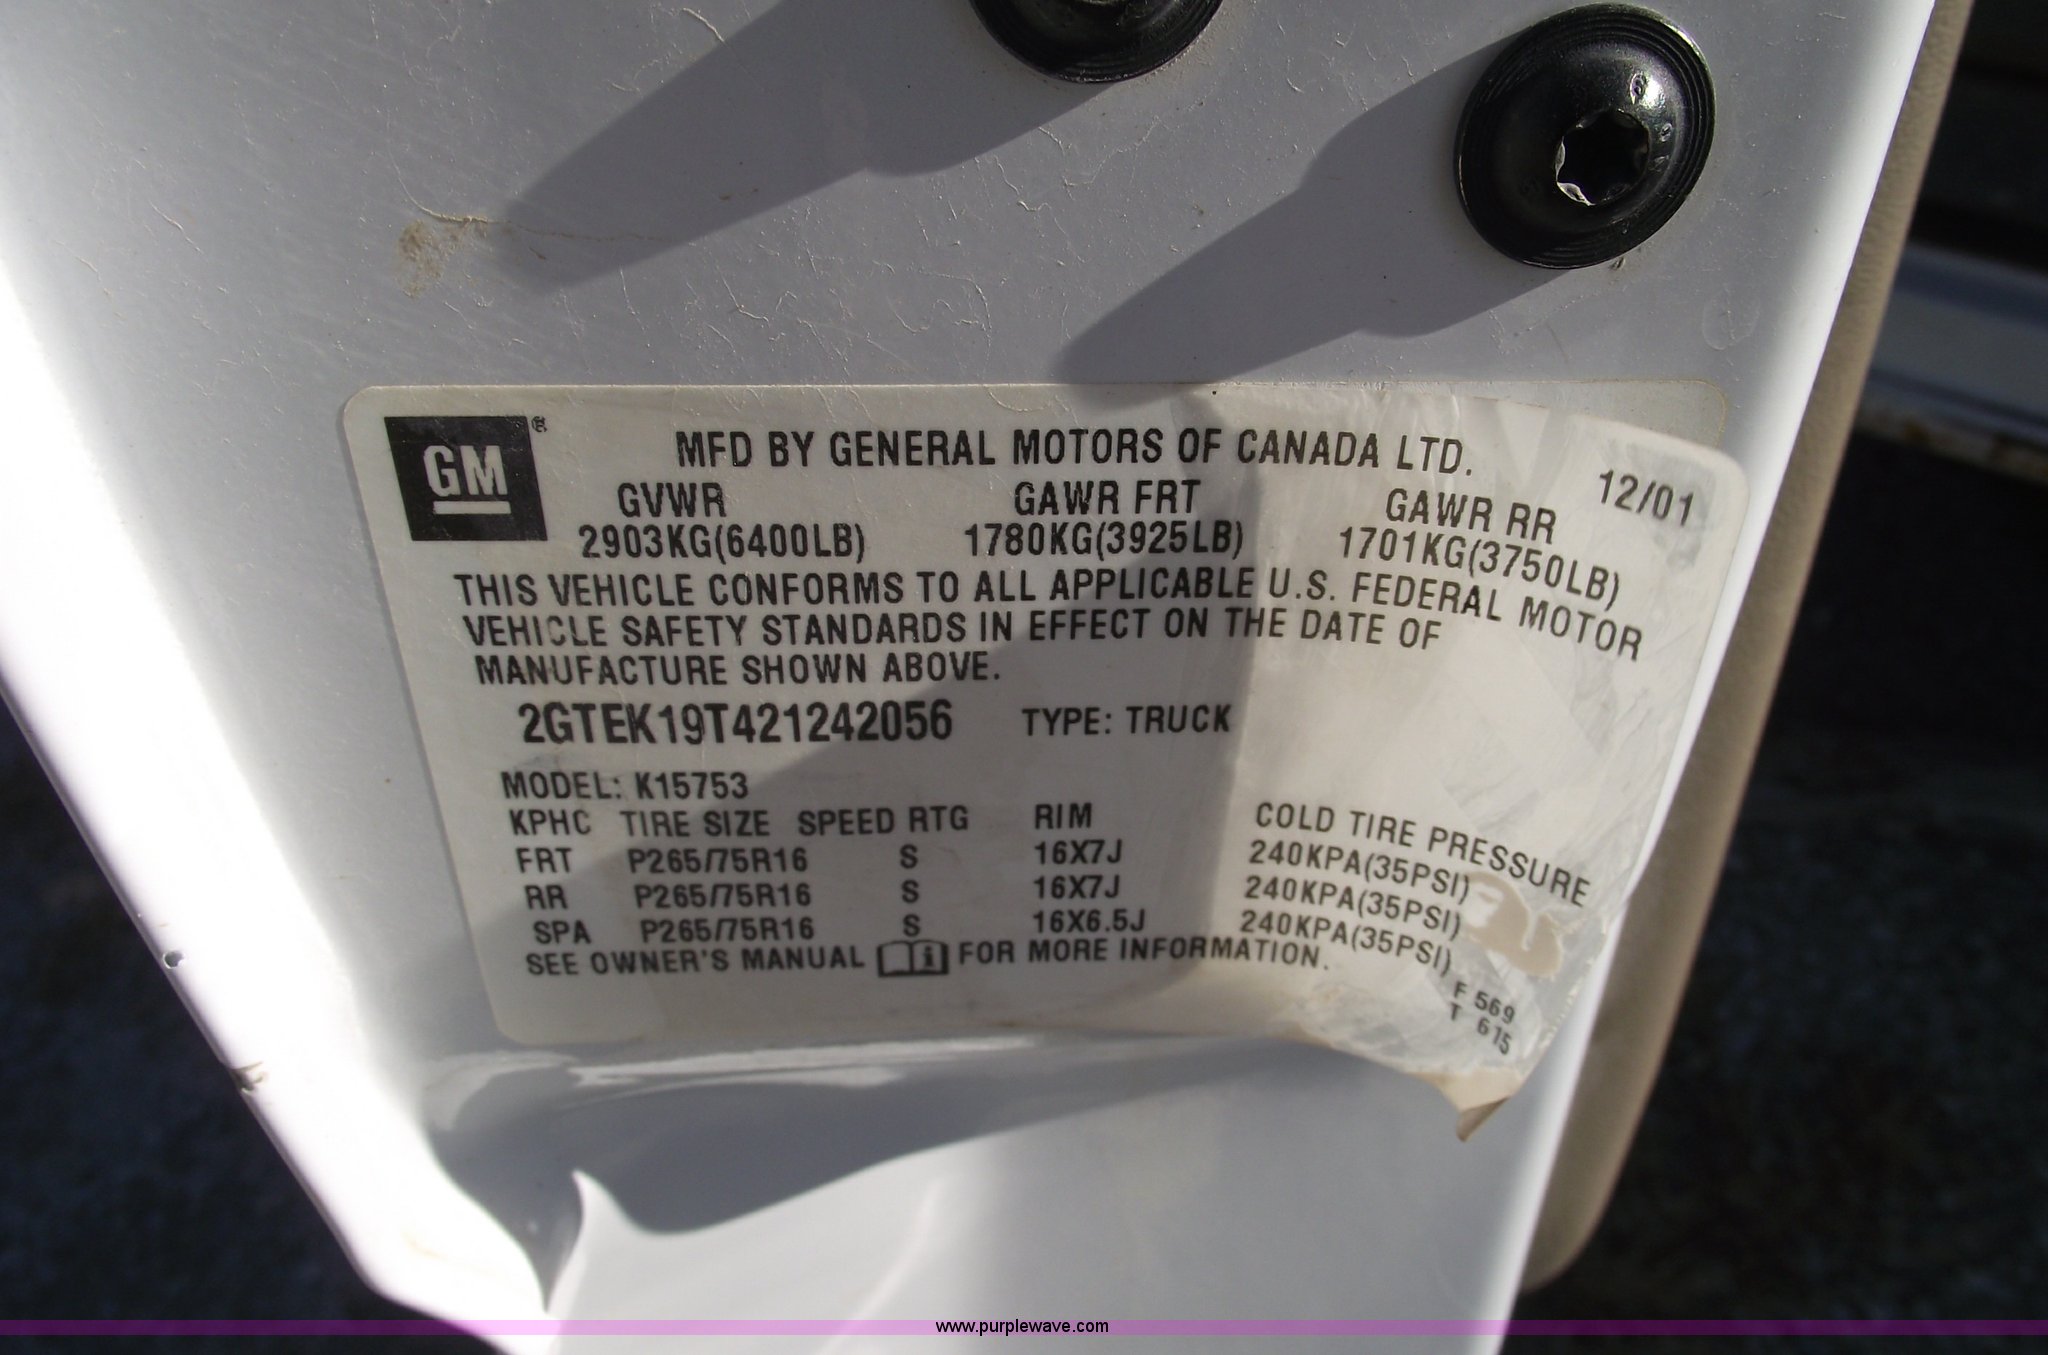 GM®
MFD BY GENERAL MOTORS OF CANADA LTD.
12/01
GVWR GAWR FRT GAWR RR
2903KG(6400LB) 1780KG(3925LB) 1701KG(3750LB)
THIS VEHICLE CONFORMS TO ALL APPLICABLE U.S. FEDERAL MOTOR
VEHICLE SAFETY STANDARDS IN EFFECT ON THE DATE OF
MANUFACTURE SHOWN ABOVE.
2GTEK19T421242056 TYPE: TRUCK
MODEL: K15753
KPHC TIRE SIZE SPEED RTG RIM COLD TIRE PRESSURE
FRT P265/75R16 S 16X7J 240KPA(35PSI)
RR P265/75R16 S 16X7J 240KPA(35PSI)
SPA P265/75R16 S 16X6.5J 240KPA(35PSI)
SEE OWNER'S MANUAL FOR MORE INFORMATION.
F 569
T 615
www.purplewave.com